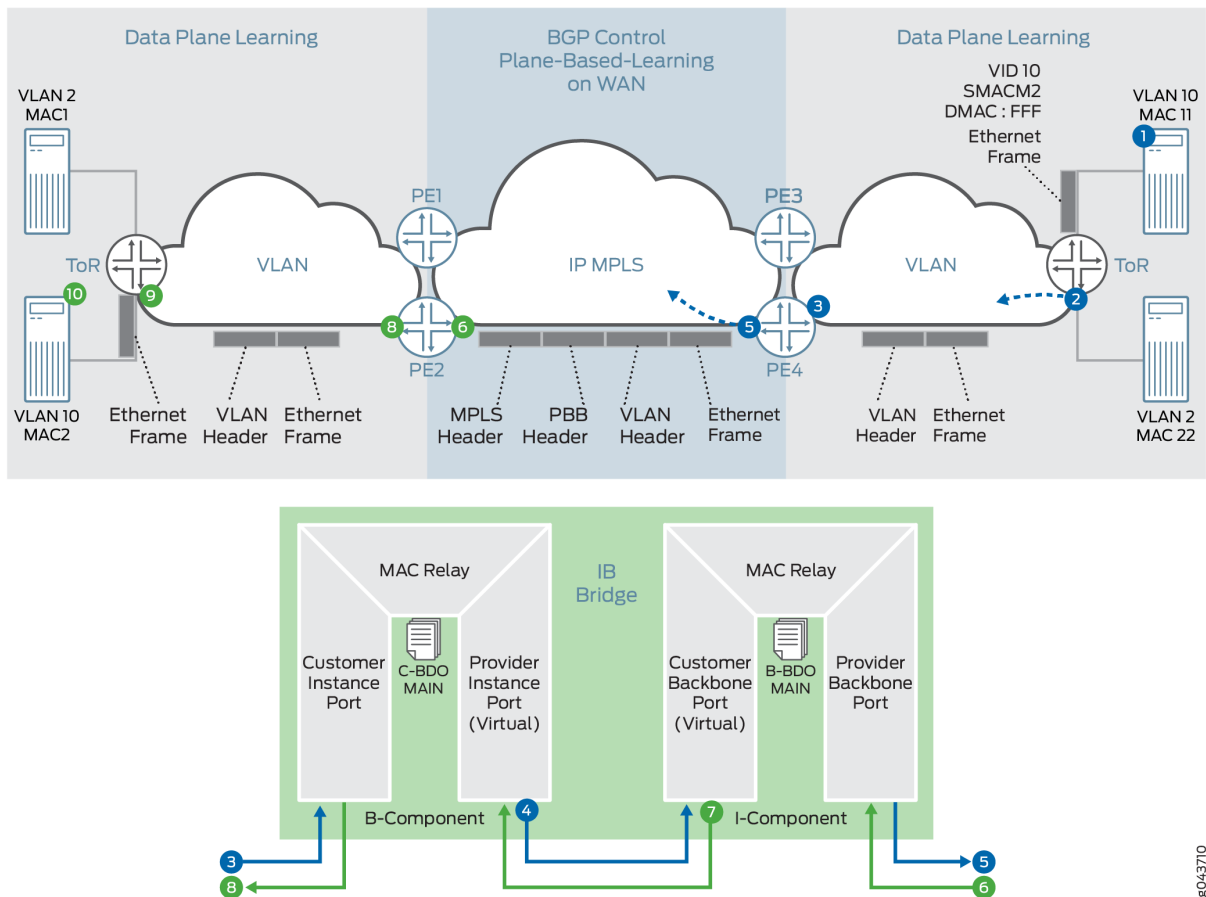 Data Plane Learning
BGP Control
Plane-Based-Learning
on WAN
Data Plane Learning
VLAN 2
MAC1
VID 10
SMACM2
DMAC : FFF
Ethernet
Frame
VLAN 10
MAC 11
1
PE1
PE3
ToR
VLAN
IP MPLS
VLAN
ToR
10
9
8
6
5
3
2
PE2
PE4
VLAN 10
MAC2
Ethernet
Frame
VLAN
Header
Ethernet
Frame
MPLS
Header
PBB
Header
VLAN
Header
Ethernet
Frame
VLAN
Header
Ethernet
Frame
VLAN 2
MAC 22
MAC Relay
IB
Bridge
MAC Relay
Customer
Instance
Port
C-BDO
MAIN
Provider
Instance
Port
(Virtual)
Customer
Backbone
Port
(Virtual)
B-BDO
MAIN
Provider
Backbone
Port
B-Component
4
7
I-Component
3
5
8
6
g043710